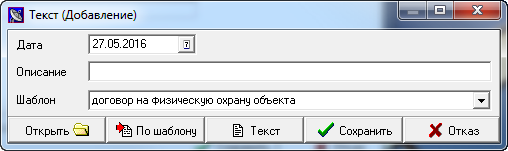 Текст (Добавление)
Дата 27.05.2016
Описание
Шаблон договор на физическую охрану объекта
Открыть По шаблону Текст Сохранить Отказ